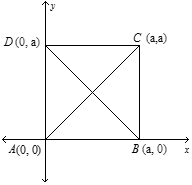 y
D (0, a)
C (a,a)
A(0, 0)
B (a, 0)
x